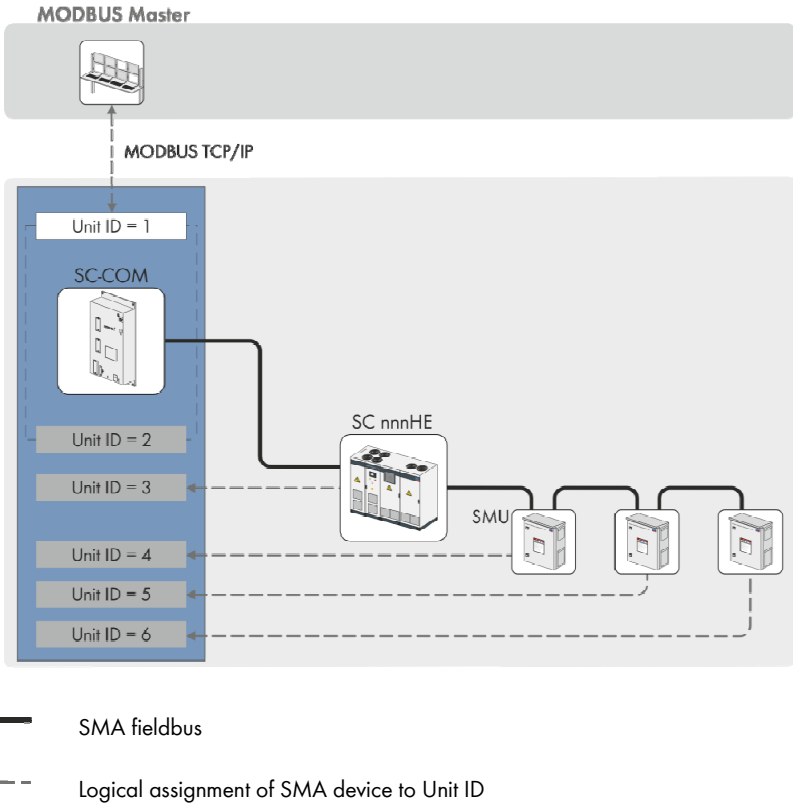 MODBUS Master
MODBUS TCP/IP
Unit ID = 1
SC-COM
Unit ID = 2
SC nnnHE
Unit ID = 3
SMU
Unit ID = 4
Unit ID = 5
Unit ID = 6
SMA fieldbus
Logical assignment of SMA device to Unit ID